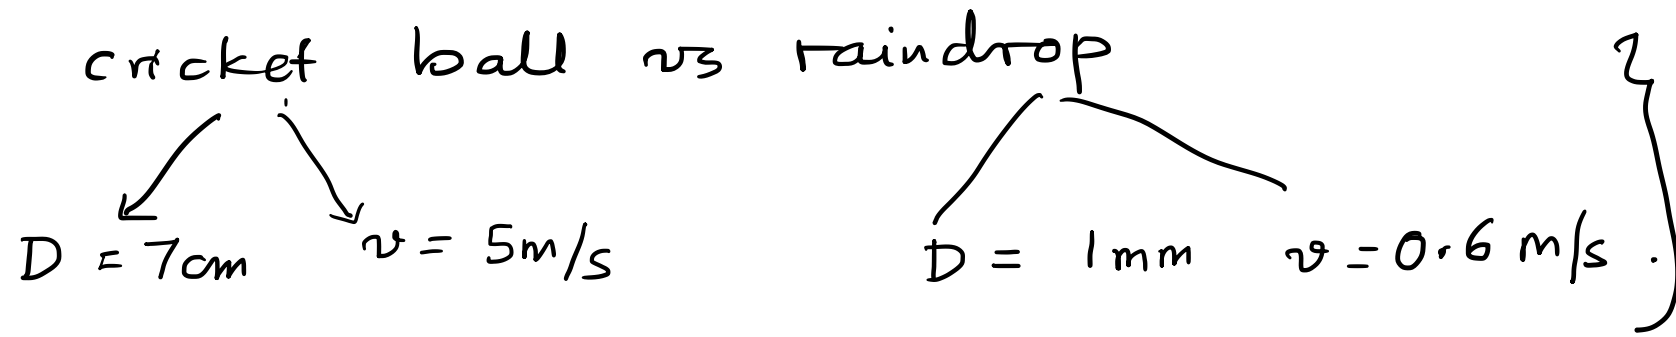 cricket ball vs raindrop
D = 7cm v = 5m/s D = 1mm v = 0.6 m/s .